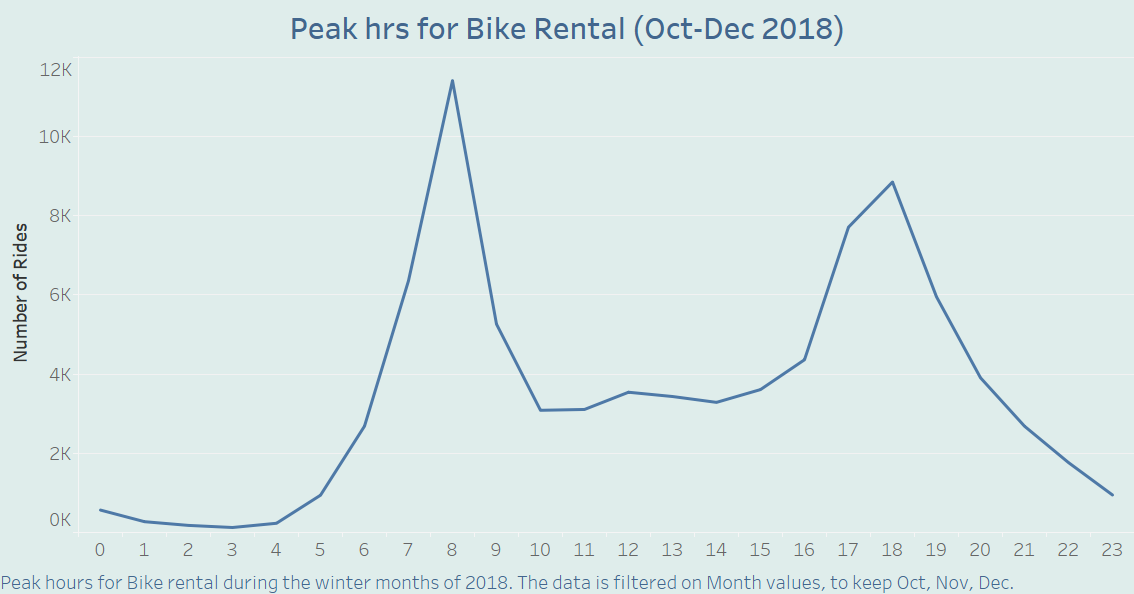 Peak hrs for Bike Rental (Oct-Dec 2018)
12K
10K
8K
6K
4K
2K
0K
Number of Rides
0 1 2 3 4 5 6 7 8 9 10 11 12 13 14 15 16 17 18 19 20 21 22 23
Peak hours for Bike rental during the winter months of 2018. The data is filtered on Month values, to keep Oct, Nov, Dec.